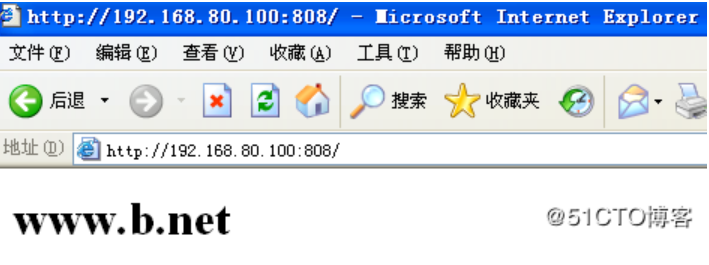 http://192.168.80.100:808/ - Microsoft Internet Explorer
文件(F) 编辑(E) 查看(V) 收藏(A) 工具(T) 帮助(H)
后退 搜索 收藏夹
地址(D) http://192.168.80.100:808/
www.b.net
@51CTO博客